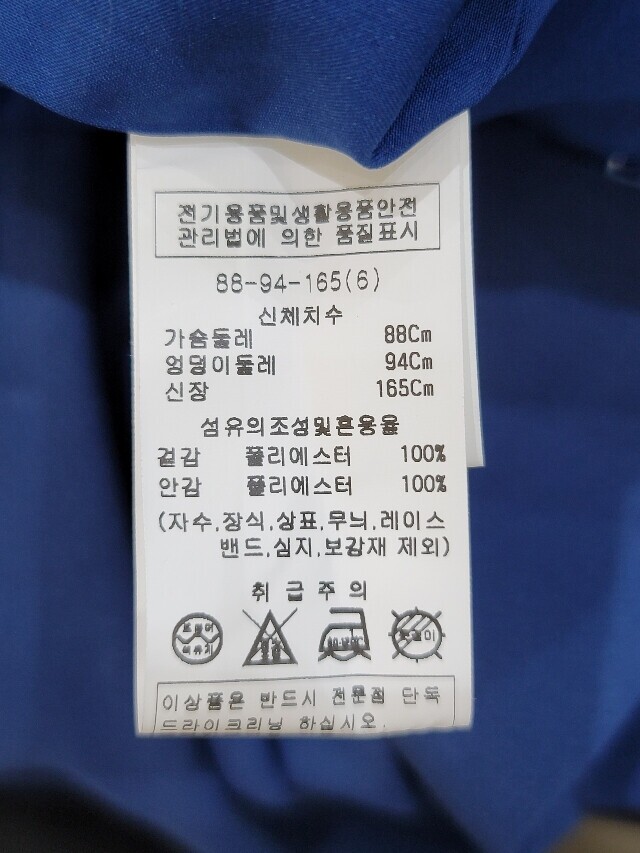 전기용품및생활용품안전
관리법에 의한 품질표시
88-94-165(6)
신체치수
가슴둘레 88Cm
엉덩이둘레 94Cm
신장 165Cm
섬유의조성및혼용율
겉감 폴리에스터 100%
안감 폴리에스터 100%
(자수,장식,상표,무늬,레이스
밴드,심지,보강재 제외)
취급주의
드라이
이상품은 반드시 전문점 단독
드라이크리닝 하십시오.